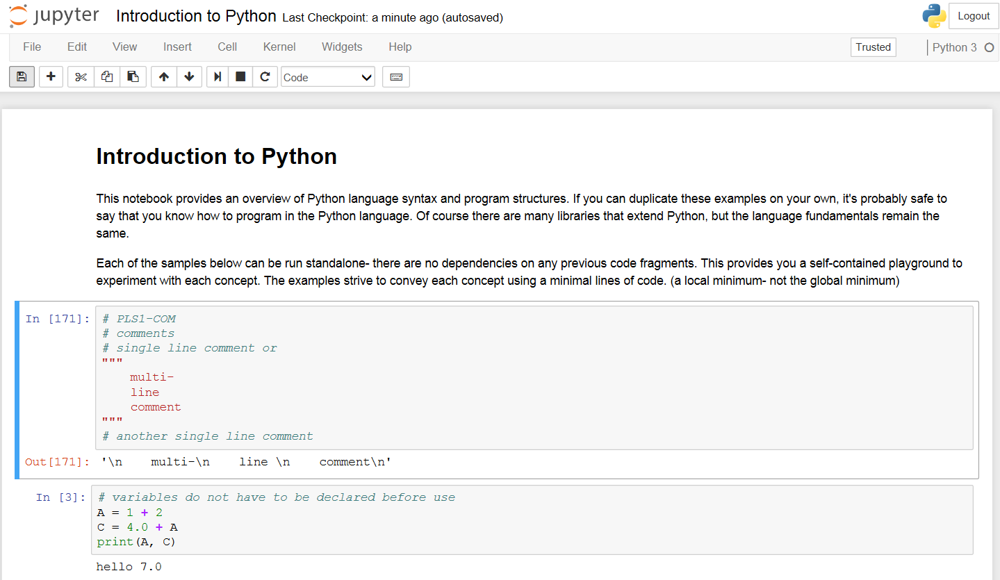 jupyter Introduction to Python Last Checkpoint: a minute ago (autosaved) Logout
File Edit View Insert Cell Kernel Widgets Help Trusted Python 3
Code
Introduction to Python
This notebook provides an overview of Python language syntax and program structures. If you can duplicate these examples on your own, it's probably safe to
say that you know how to program in the Python language. Of course there are many libraries that extend Python, but the language fundamentals remain the
same.
Each of the samples below can be run standalone- there are no dependencies on any previous code fragments. This provides you a self-contained playground to
experiment with each concept. The examples strive to convey each concept using a minimal lines of code. (a local minimum- not the global minimum)
In [171]: # PLS1-COM
# comments
# single line comment or
"""
    multi-
    line
    comment
"""
# another single line comment
Out[171]: '\n    multi-\n    line \n    comment\n'
In [3]: # variables do not have to be declared before use
A = 1 + 2
C = 4.0 + A
print(A, C)
hello 7.0